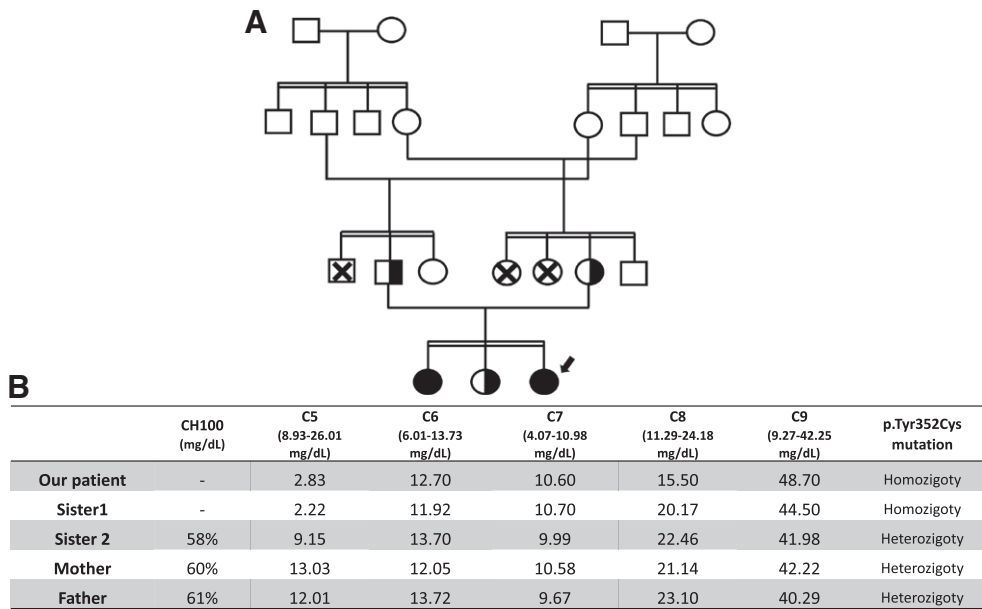 A
B
CH100 (mg/dL) C5 (8.93-26.01 mg/dL) C6 (6.01-13.73 mg/dL) C7 (4.07-10.98 mg/dL) C8 (11.29-24.18 mg/dL) C9 (9.27-42.25 mg/dL) p.Tyr352Cys mutation
Our patient - 2.83 12.70 10.60 15.50 48.70 Homozigoty
Sister1 - 2.22 11.92 10.70 20.17 44.50 Homozigoty
Sister 2 58% 9.15 13.70 9.99 22.46 41.98 Heterozigoty
Mother 60% 13.03 12.05 10.58 21.14 42.22 Heterozigoty
Father 61% 12.01 13.72 9.67 23.10 40.29 Heterozigoty